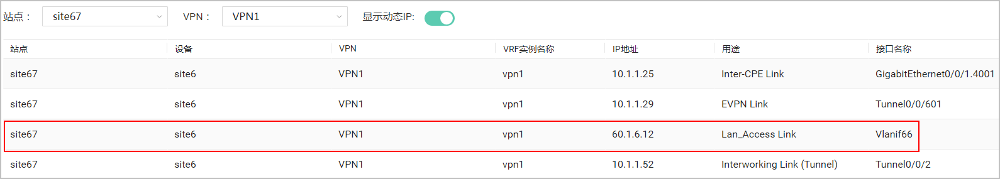 站点： site67 VPN： VPN1 显示动态IP:
站点 设备 VPN VRF实例名称 IP地址 用途 接口名称
site67 site6 VPN1 vpn1 10.1.1.25 Inter-CPE Link GigabitEthernet0/0/1.4001
site67 site6 VPN1 vpn1 10.1.1.29 EVPN Link Tunnel0/0/601
site67 site6 VPN1 vpn1 60.1.6.12 Lan_Access Link Vlanif66
site67 site6 VPN1 vpn1 10.1.1.52 Interworking Link (Tunnel) Tunnel0/0/2